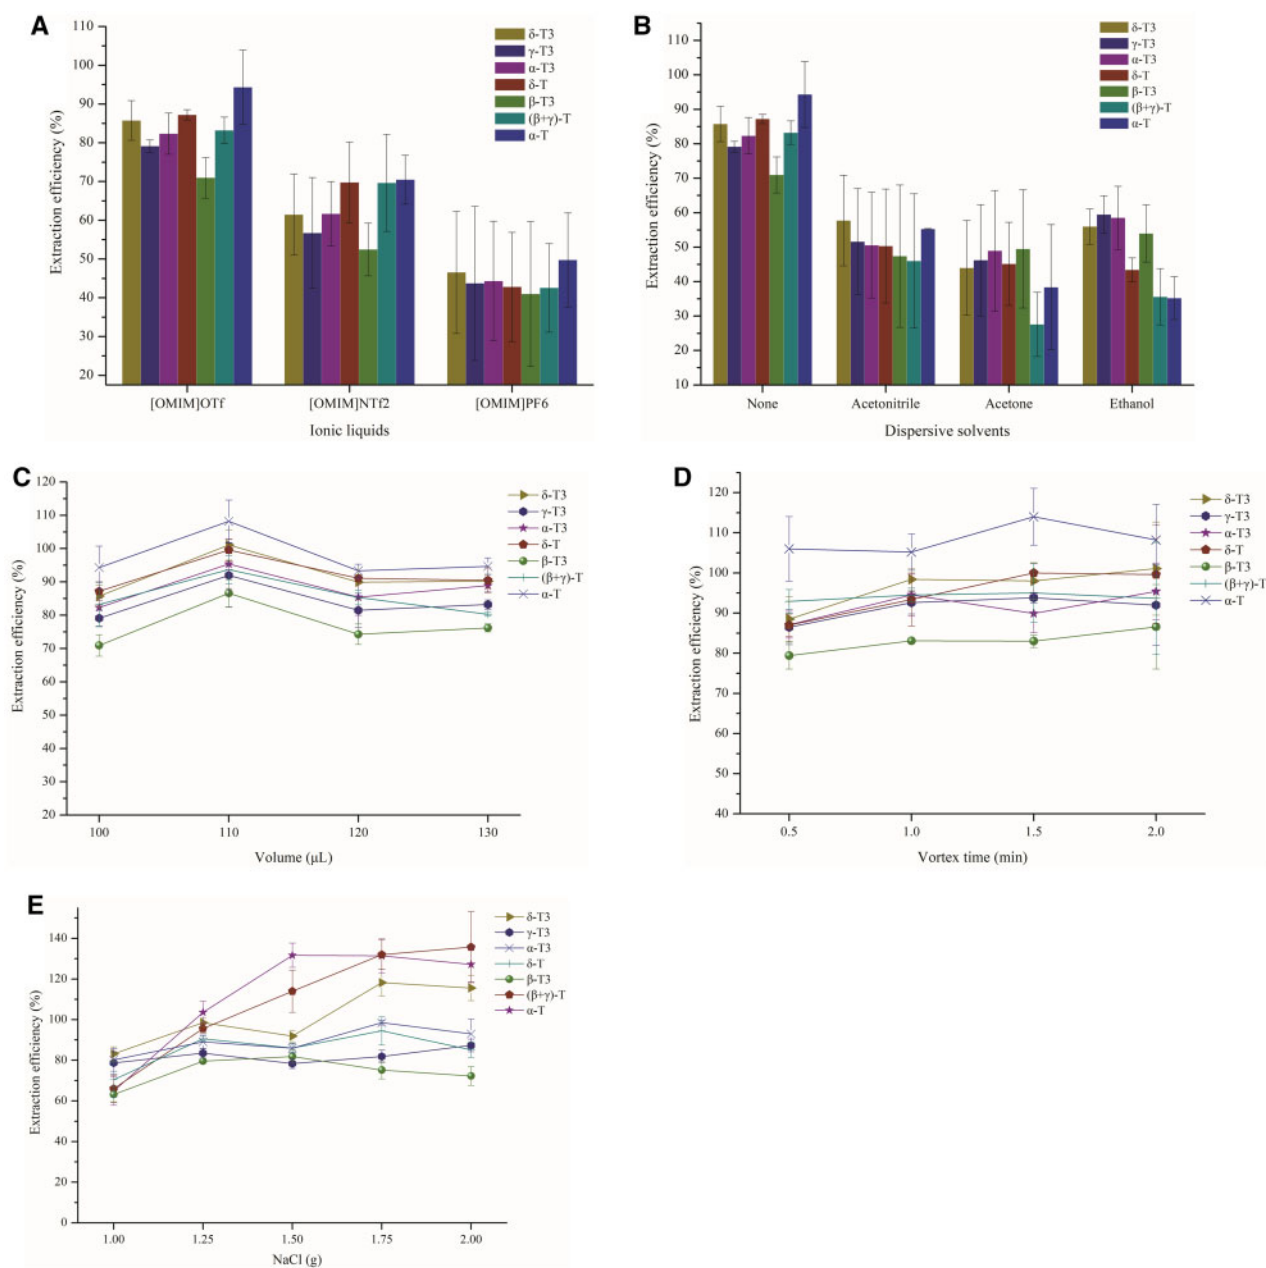 A
110
100
90
80
70
60
50
40
30
20
Extraction efficiency (%)
δ-T3
γ-T3
α-T3
δ-T
β-T3
(β+γ)-T
α-T
[OMIM]OTf
[OMIM]NTf2
[OMIM]PF6
Ionic liquids
B
110
100
90
80
70
60
50
40
30
20
10
Extraction efficiency (%)
δ-T3
γ-T3
α-T3
δ-T
β-T3
(β+γ)-T
α-T
None
Acetonitrile
Acetone
Ethanol
Dispersive solvents
C
120
110
100
90
80
70
60
50
40
30
20
Extraction efficiency (%)
δ-T3
γ-T3
α-T3
δ-T
β-T3
(β+γ)-T
α-T
100
110
120
130
Volume (μL)
D
120
110
100
90
80
70
60
50
40
Extraction efficiency (%)
δ-T3
γ-T3
α-T3
δ-T
β-T3
(β+γ)-T
α-T
0.5
1.0
1.5
2.0
Vortex time (min)
E
140
120
100
80
60
40
20
0
Extraction efficiency (%)
δ-T3
γ-T3
α-T3
δ-T
β-T3
(β+γ)-T
α-T
1.00
1.25
1.50
1.75
2.00
NaCl (g)